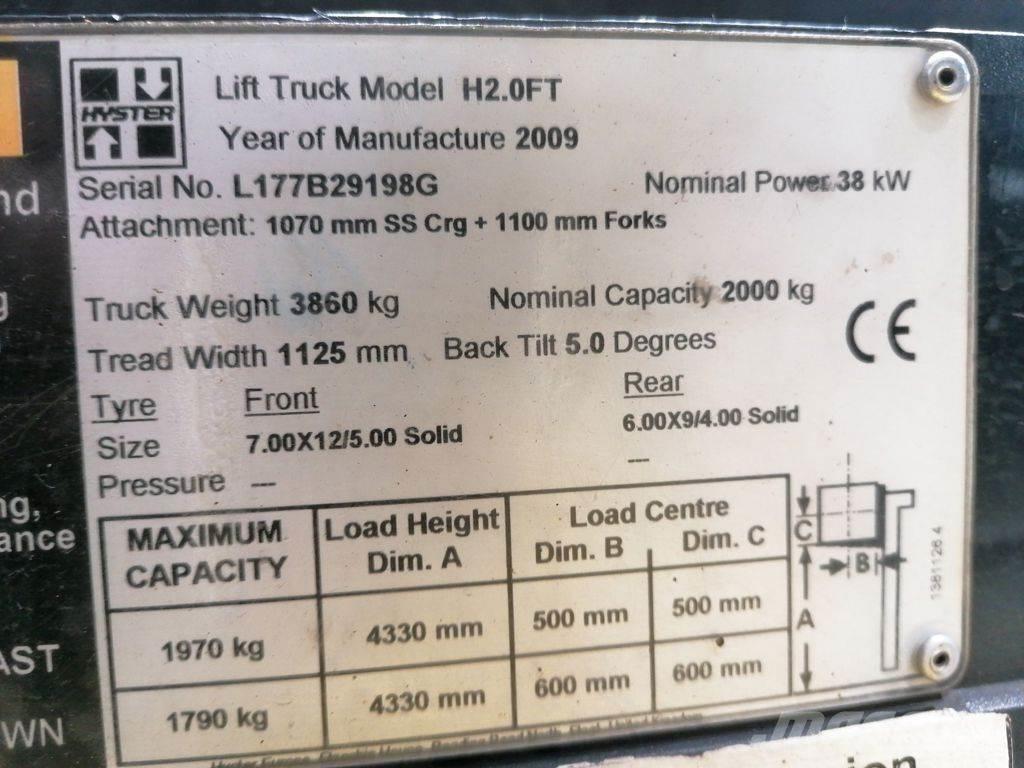 HYSTER
Lift Truck Model H2.0FT
Year of Manufacture 2009
Serial No. L177B29198G Nominal Power 38 kW
Attachment: 1070 mm SS Crg + 1100 mm Forks
Truck Weight 3860 kg Nominal Capacity 2000 kg
CE
Tread Width 1125 mm Back Tilt 5.0 Degrees
Tyre Front Rear
Size 7.00X12/5.00 Solid 6.00X9/4.00 Solid
Pressure --- ---
MAXIMUM CAPACITY Load Height Dim. A Load Centre Dim. B Dim. C
1970 kg 4330 mm 500 mm 500 mm
1790 kg 4330 mm 600 mm 600 mm
C
B
A
1381126 4
nd
g
ng,
ance
AST
WN
ion